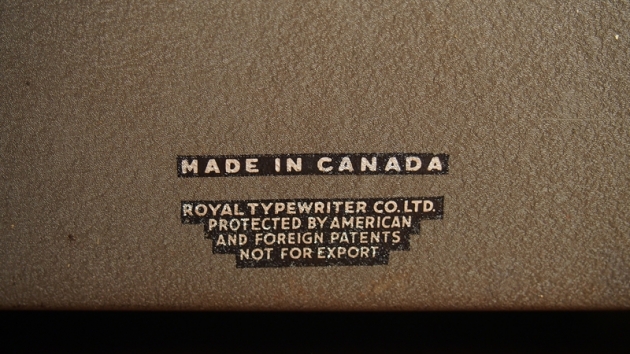 MADE IN CANADA
ROYAL TYPEWRITER CO. LTD.
PROTECTED BY AMERICAN
AND FOREIGN PATENTS
NOT FOR EXPORT